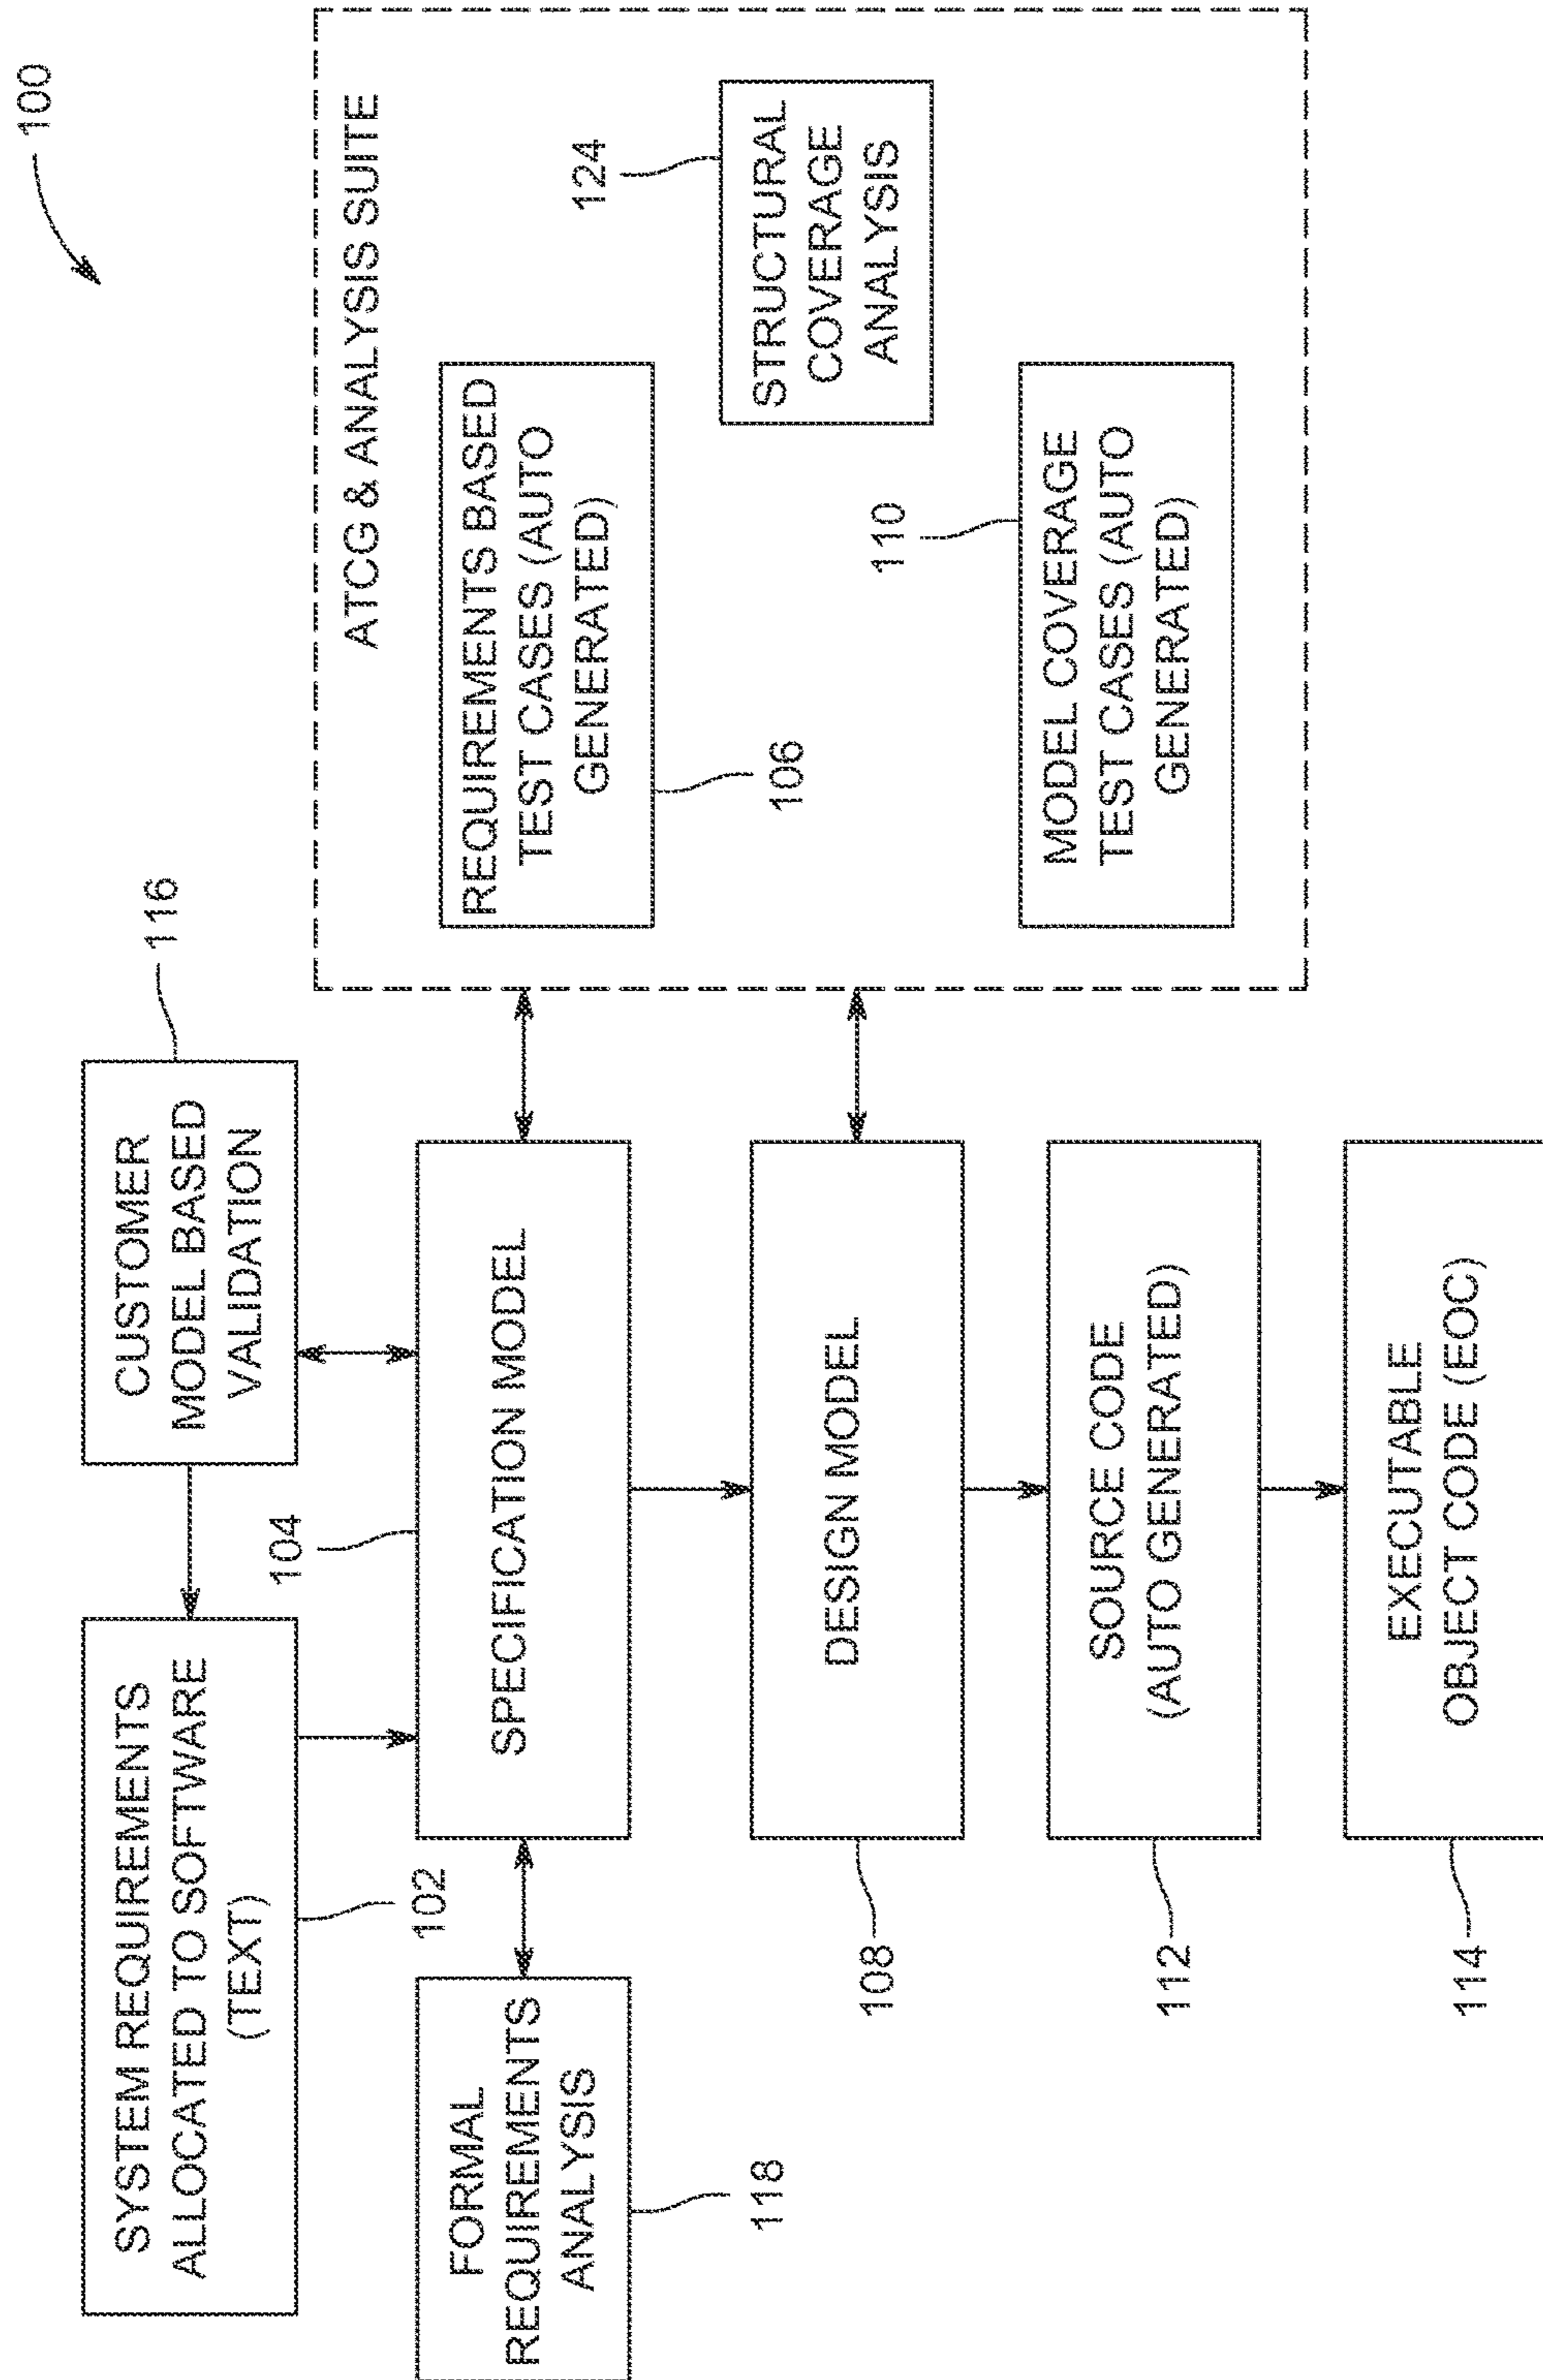 100
SYSTEM REQUIREMENTS
ALLOCATED TO SOFTWARE
(TEXT)
102
CUSTOMER
MODEL BASED
VALIDATION
116
FORMAL
REQUIREMENTS
ANALYSIS
118
104
SPECIFICATION MODEL
DESIGN MODEL
108
SOURCE CODE
(AUTO GENERATED)
112
EXECUTABLE
OBJECT CODE (EOC)
114
ATCG & ANALYSIS SUITE
REQUIREMENTS BASED
TEST CASES (AUTO
GENERATED)
106
124
STRUCTURAL
COVERAGE
ANALYSIS
110
MODEL COVERAGE
TEST CASES (AUTO
GENERATED)